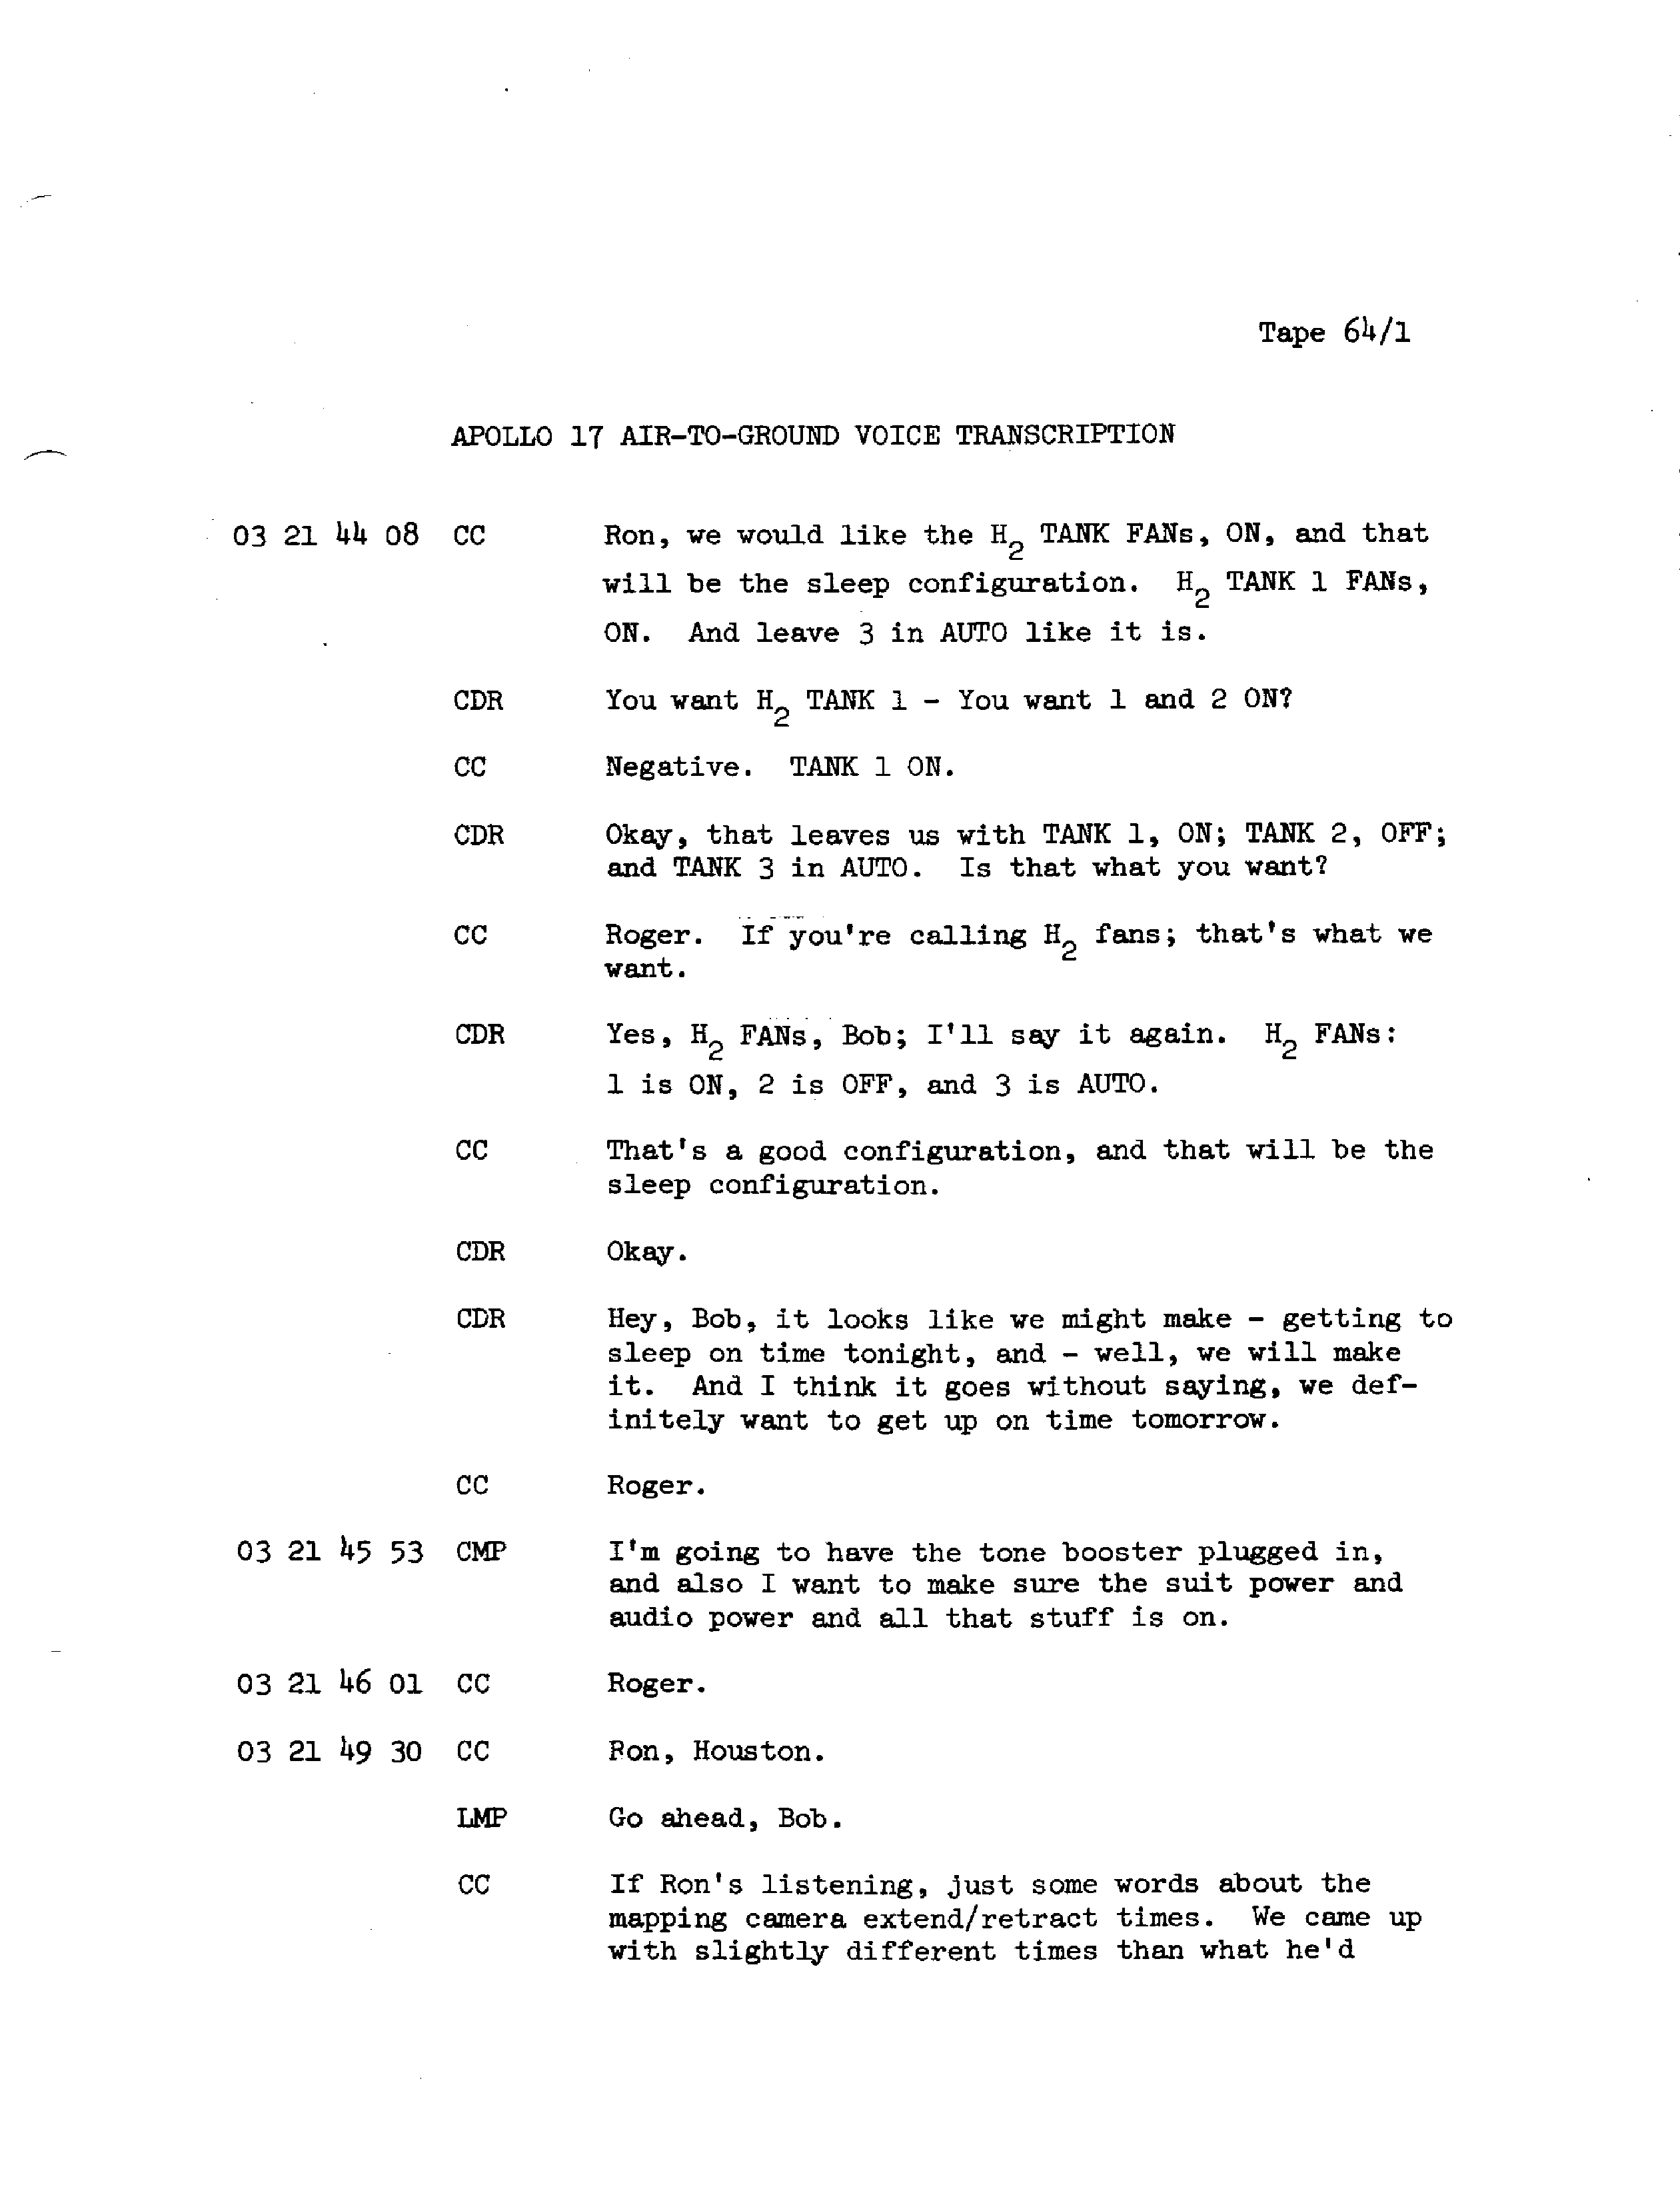 Tape 64/1
APOLLO 17 AIR-TO-GROUND VOICE TRANSCRIPTION
03 21 44 08 CC Ron, we would like the H2 TANK FANs, ON, and that
will be the sleep configuration. H2 TANK 1 FANs,
ON. And leave 3 in AUTO like it is.
CDR You want H2 TANK 1 - You want 1 and 2 ON?
CC Negative. TANK 1 ON.
CDR Okay, that leaves us with TANK 1, ON; TANK 2, OFF;
and TANK 3 in AUTO. Is that what you want?
CC Roger. If you're calling H2 fans; that's what we
want.
CDR Yes, H2 FANs, Bob; I'll say it again. H2 FANs:
1 is ON, 2 is OFF, and 3 is AUTO.
CC That's a good configuration, and that will be the
sleep configuration.
CDR Okay.
CDR Hey, Bob, it looks like we might make - getting to
sleep on time tonight, and - well, we will make
it. And I think it goes without saying, we def-
initely want to get up on time tomorrow.
CC Roger.
03 21 45 53 CMP I'm going to have the tone booster plugged in,
and also I want to make sure the suit power and
audio power and all that stuff is on.
03 21 46 01 CC Roger.
03 21 49 30 CC Ron, Houston.
LMP Go ahead, Bob.
CC If Ron's listening, just some words about the
mapping camera extend/retract times. We came up
with slightly different times than what he'd